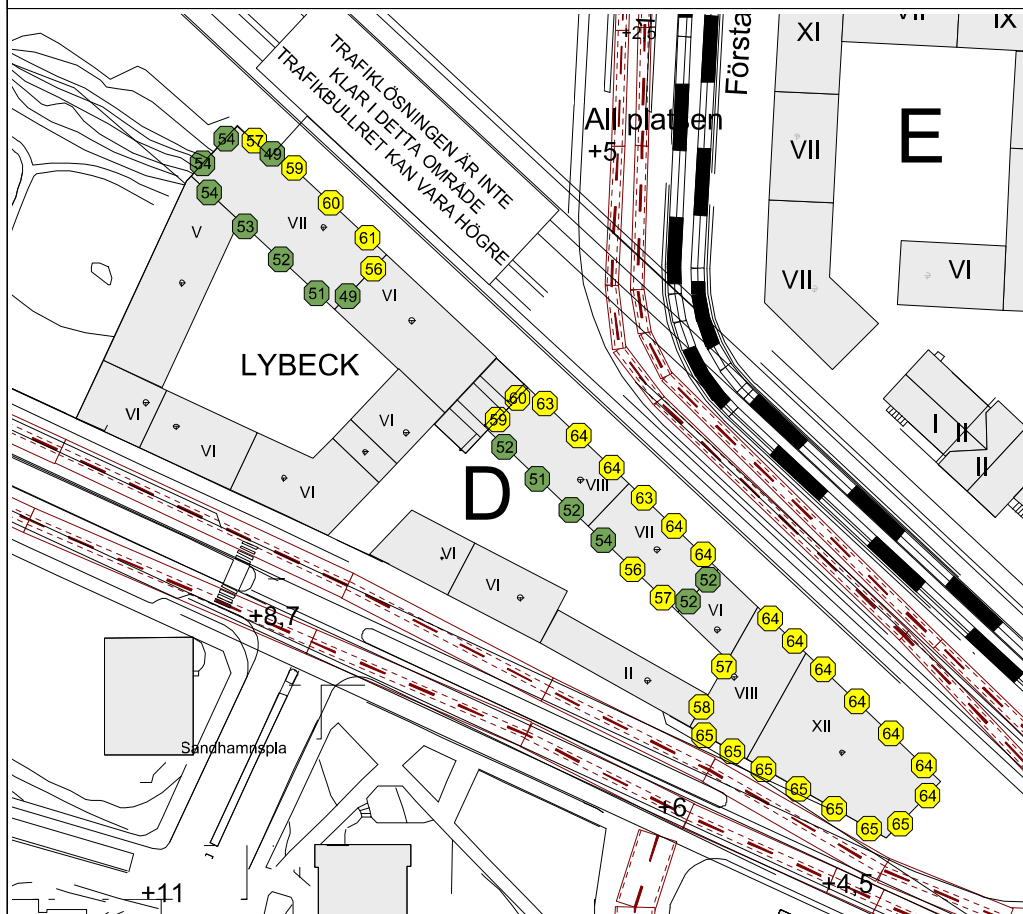 VII
IX
XI
+2,5
Första
E
TRAFIKLÖSNINGEN ÄR INTE
KLAR I DETTA OMRÅDE
TRAFIKBULLRET KAN VARA HÖGRE
All platsen
+5
VII
VII
VI
54
57
49
54
59
54
60
53
61
52
56
51
49
V
VII
VI
LYBECK
VI
VI
VI
VI
I
II
II
60
63
59
64
52
64
51
63
52
64
54
64
56
52
57
52
VIII
VII
VI
D
VI
VI
II
+8,7
64
64
57
64
58
64
65
64
65
64
65
64
65
65
65
65
VIII
XII
Sandhamnspla
+6
+4,5
+11